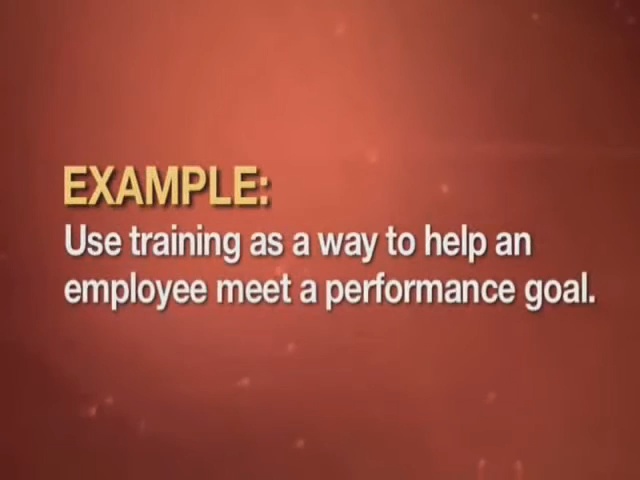 EXAMPLE:
Use training as a way to help an
employee meet a performance goal.